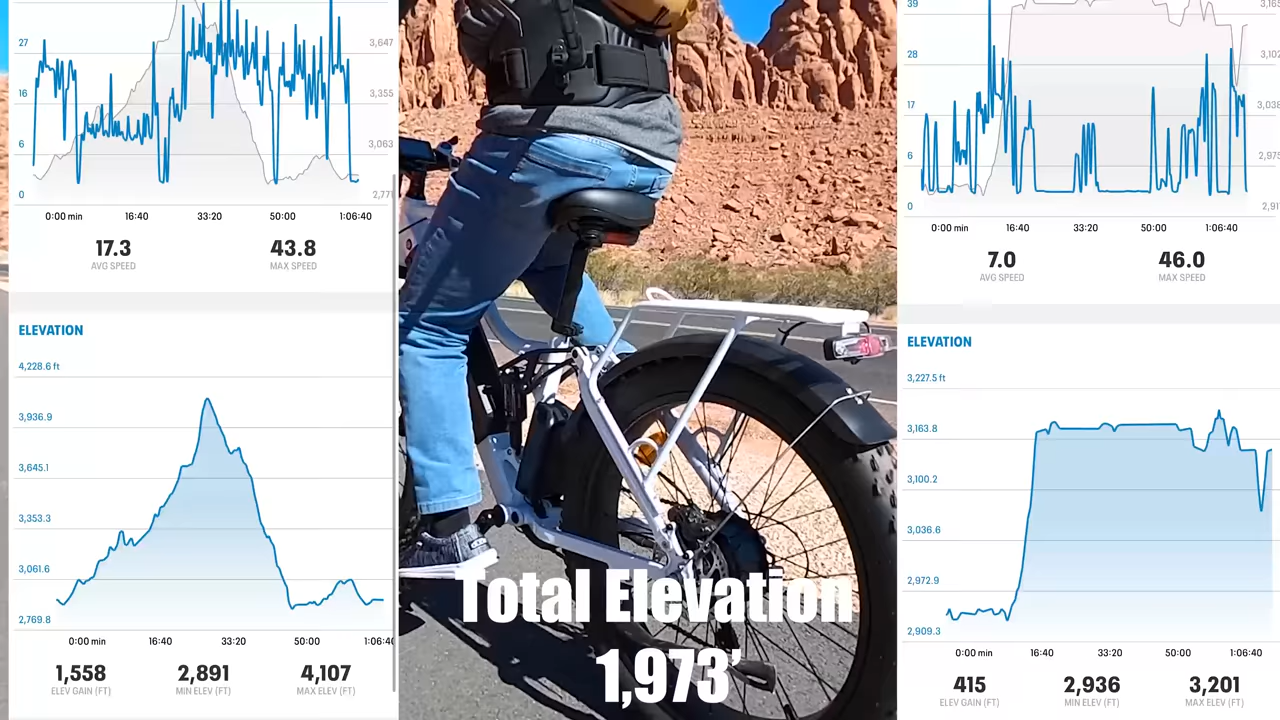 27
16
6
0
3,647
3,355
3,063
0:00 min 16:40 33:20 50:00 1:06:40
17.3 43.8
AVG SPEED MAX SPEED
ELEVATION
4,228.6 ft
3,936.9
3,645.1
3,353.3
3,061.6
2,769.8
0:00 min 16:40 33:20 50:00 1:06:40
1,558 2,891 4,107
ELEV GAIN (FT) MIN ELEV (FT) MAX ELEV (FT)
Total Elevation
1,973'
39
28
17
6
0
0:00 min 16:40 33:20 50:00 1:06:40
7.0 46.0
AVG SPEED MAX SPEED
ELEVATION
3,227.5 ft
3,163.8
3,100.2
3,036.6
2,972.9
2,909.3
0:00 min 16:40 33:20 50:00 1:06:40
415 2,936 3,201
ELEV GAIN (FT) MIN ELEV (FT) MAX ELEV (FT)